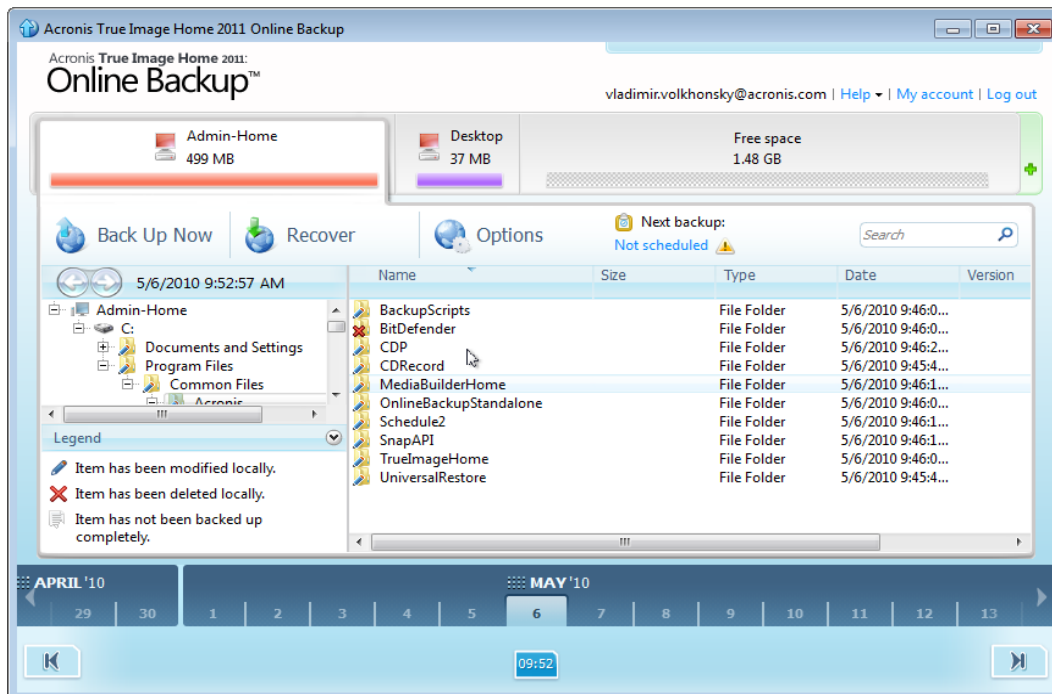 Acronis True Image Home 2011 Online Backup
Acronis True Image Home 2011:
Online Backup™
vladimir.volkhonsky@acronis.com | Help | My account | Log out
Admin-Home
499 MB
Desktop
37 MB
Free space
1.48 GB
Back Up Now
Recover
Options
Next backup:
Not scheduled
Search
5/6/2010 9:52:57 AM
Admin-Home
C:
Documents and Settings
Program Files
Common Files
Acronis
Legend
Item has been modified locally.
Item has been deleted locally.
Item has not been backed up
completely.
Name Size Type Date Version
BackupScripts File Folder 5/6/2010 9:46:0...
BitDefender File Folder 5/6/2010 9:46:0...
CDP File Folder 5/6/2010 9:46:2...
CDRecord File Folder 5/6/2010 9:45:4...
MediaBuilderHome File Folder 5/6/2010 9:46:1...
OnlineBackupStandalone File Folder 5/6/2010 9:46:0...
Schedule2 File Folder 5/6/2010 9:46:1...
SnapAPI File Folder 5/6/2010 9:46:1...
TrueImageHome File Folder 5/6/2010 9:46:0...
UniversalRestore File Folder 5/6/2010 9:45:4...
APRIL '10 MAY '10
29 30 1 2 3 4 5 6 7 8 9 10 11 12 13
09:52